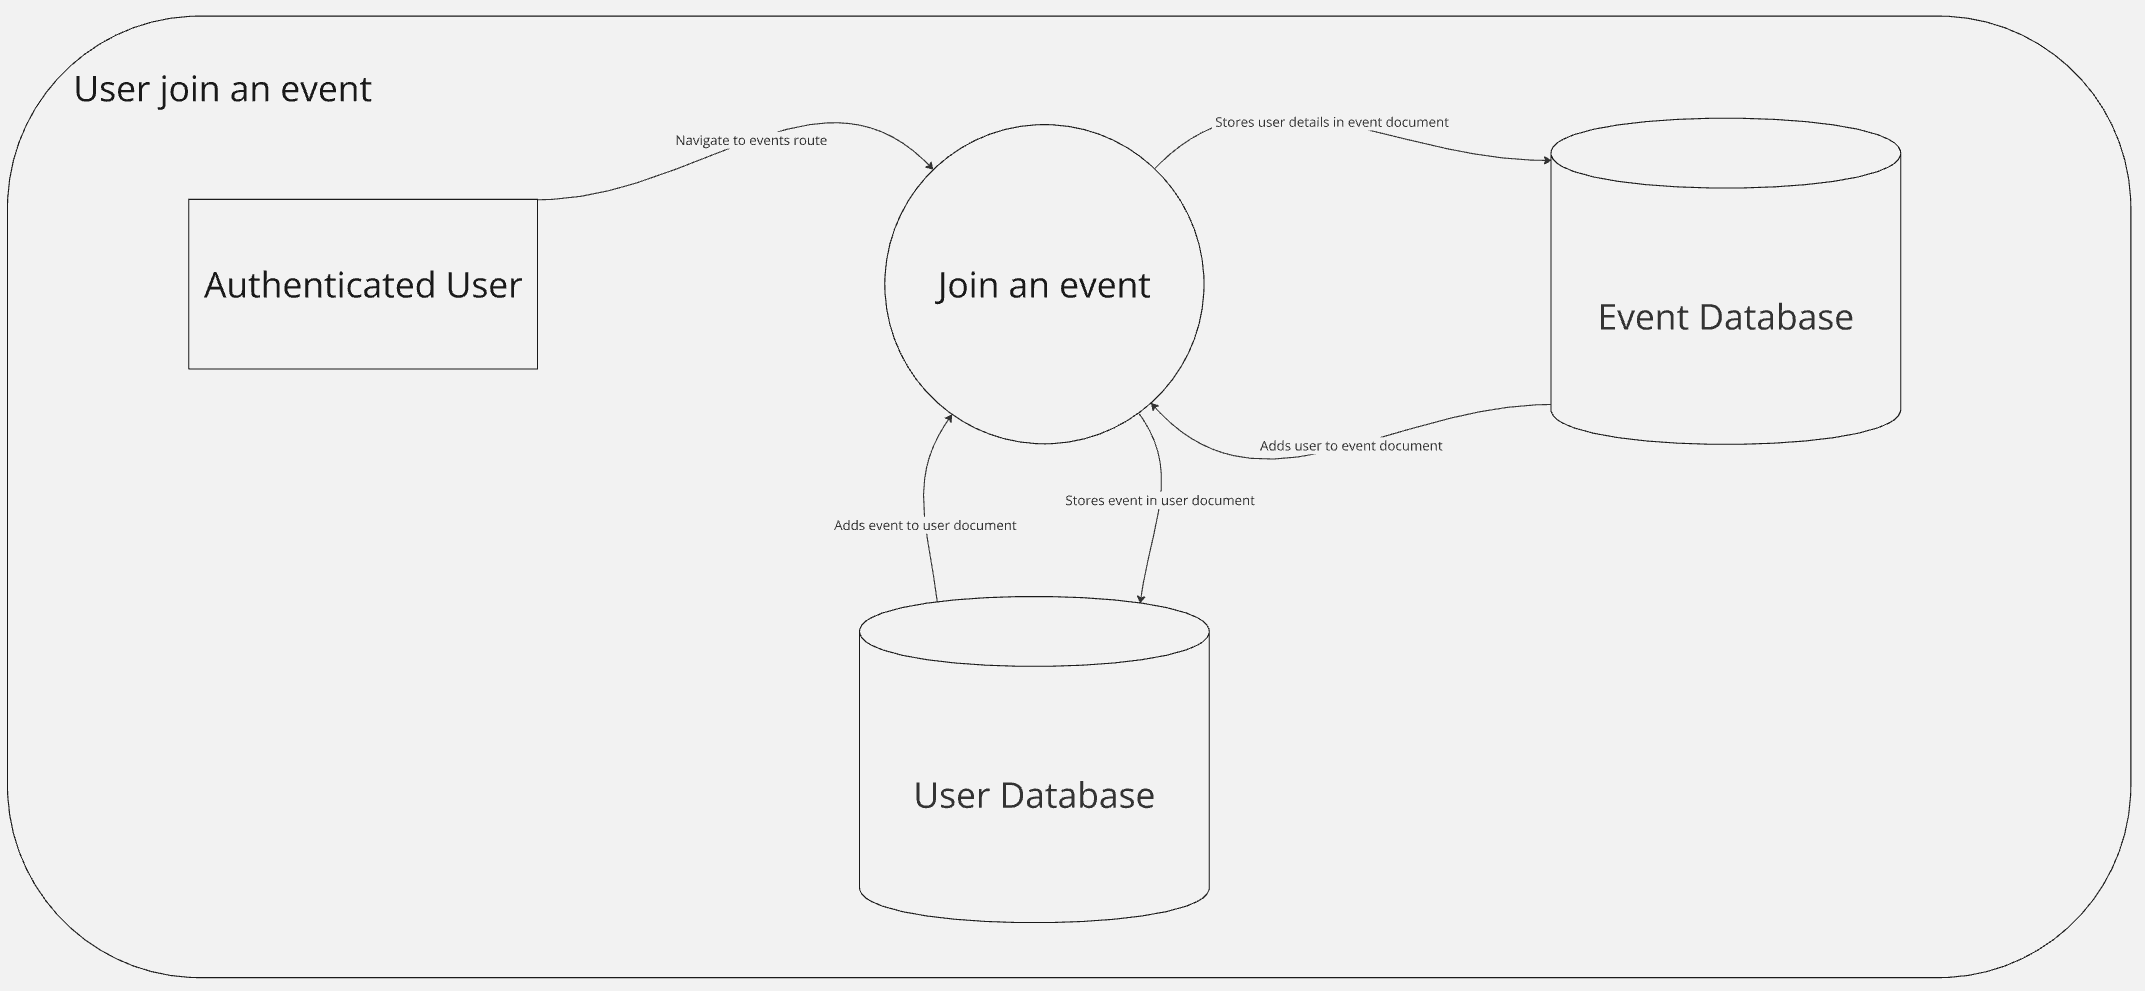 User join an event
Navigate to events route
Stores user details in event document
Authenticated User
Join an event
Event Database
Adds user to event document
Stores event in user document
Adds event to user document
User Database